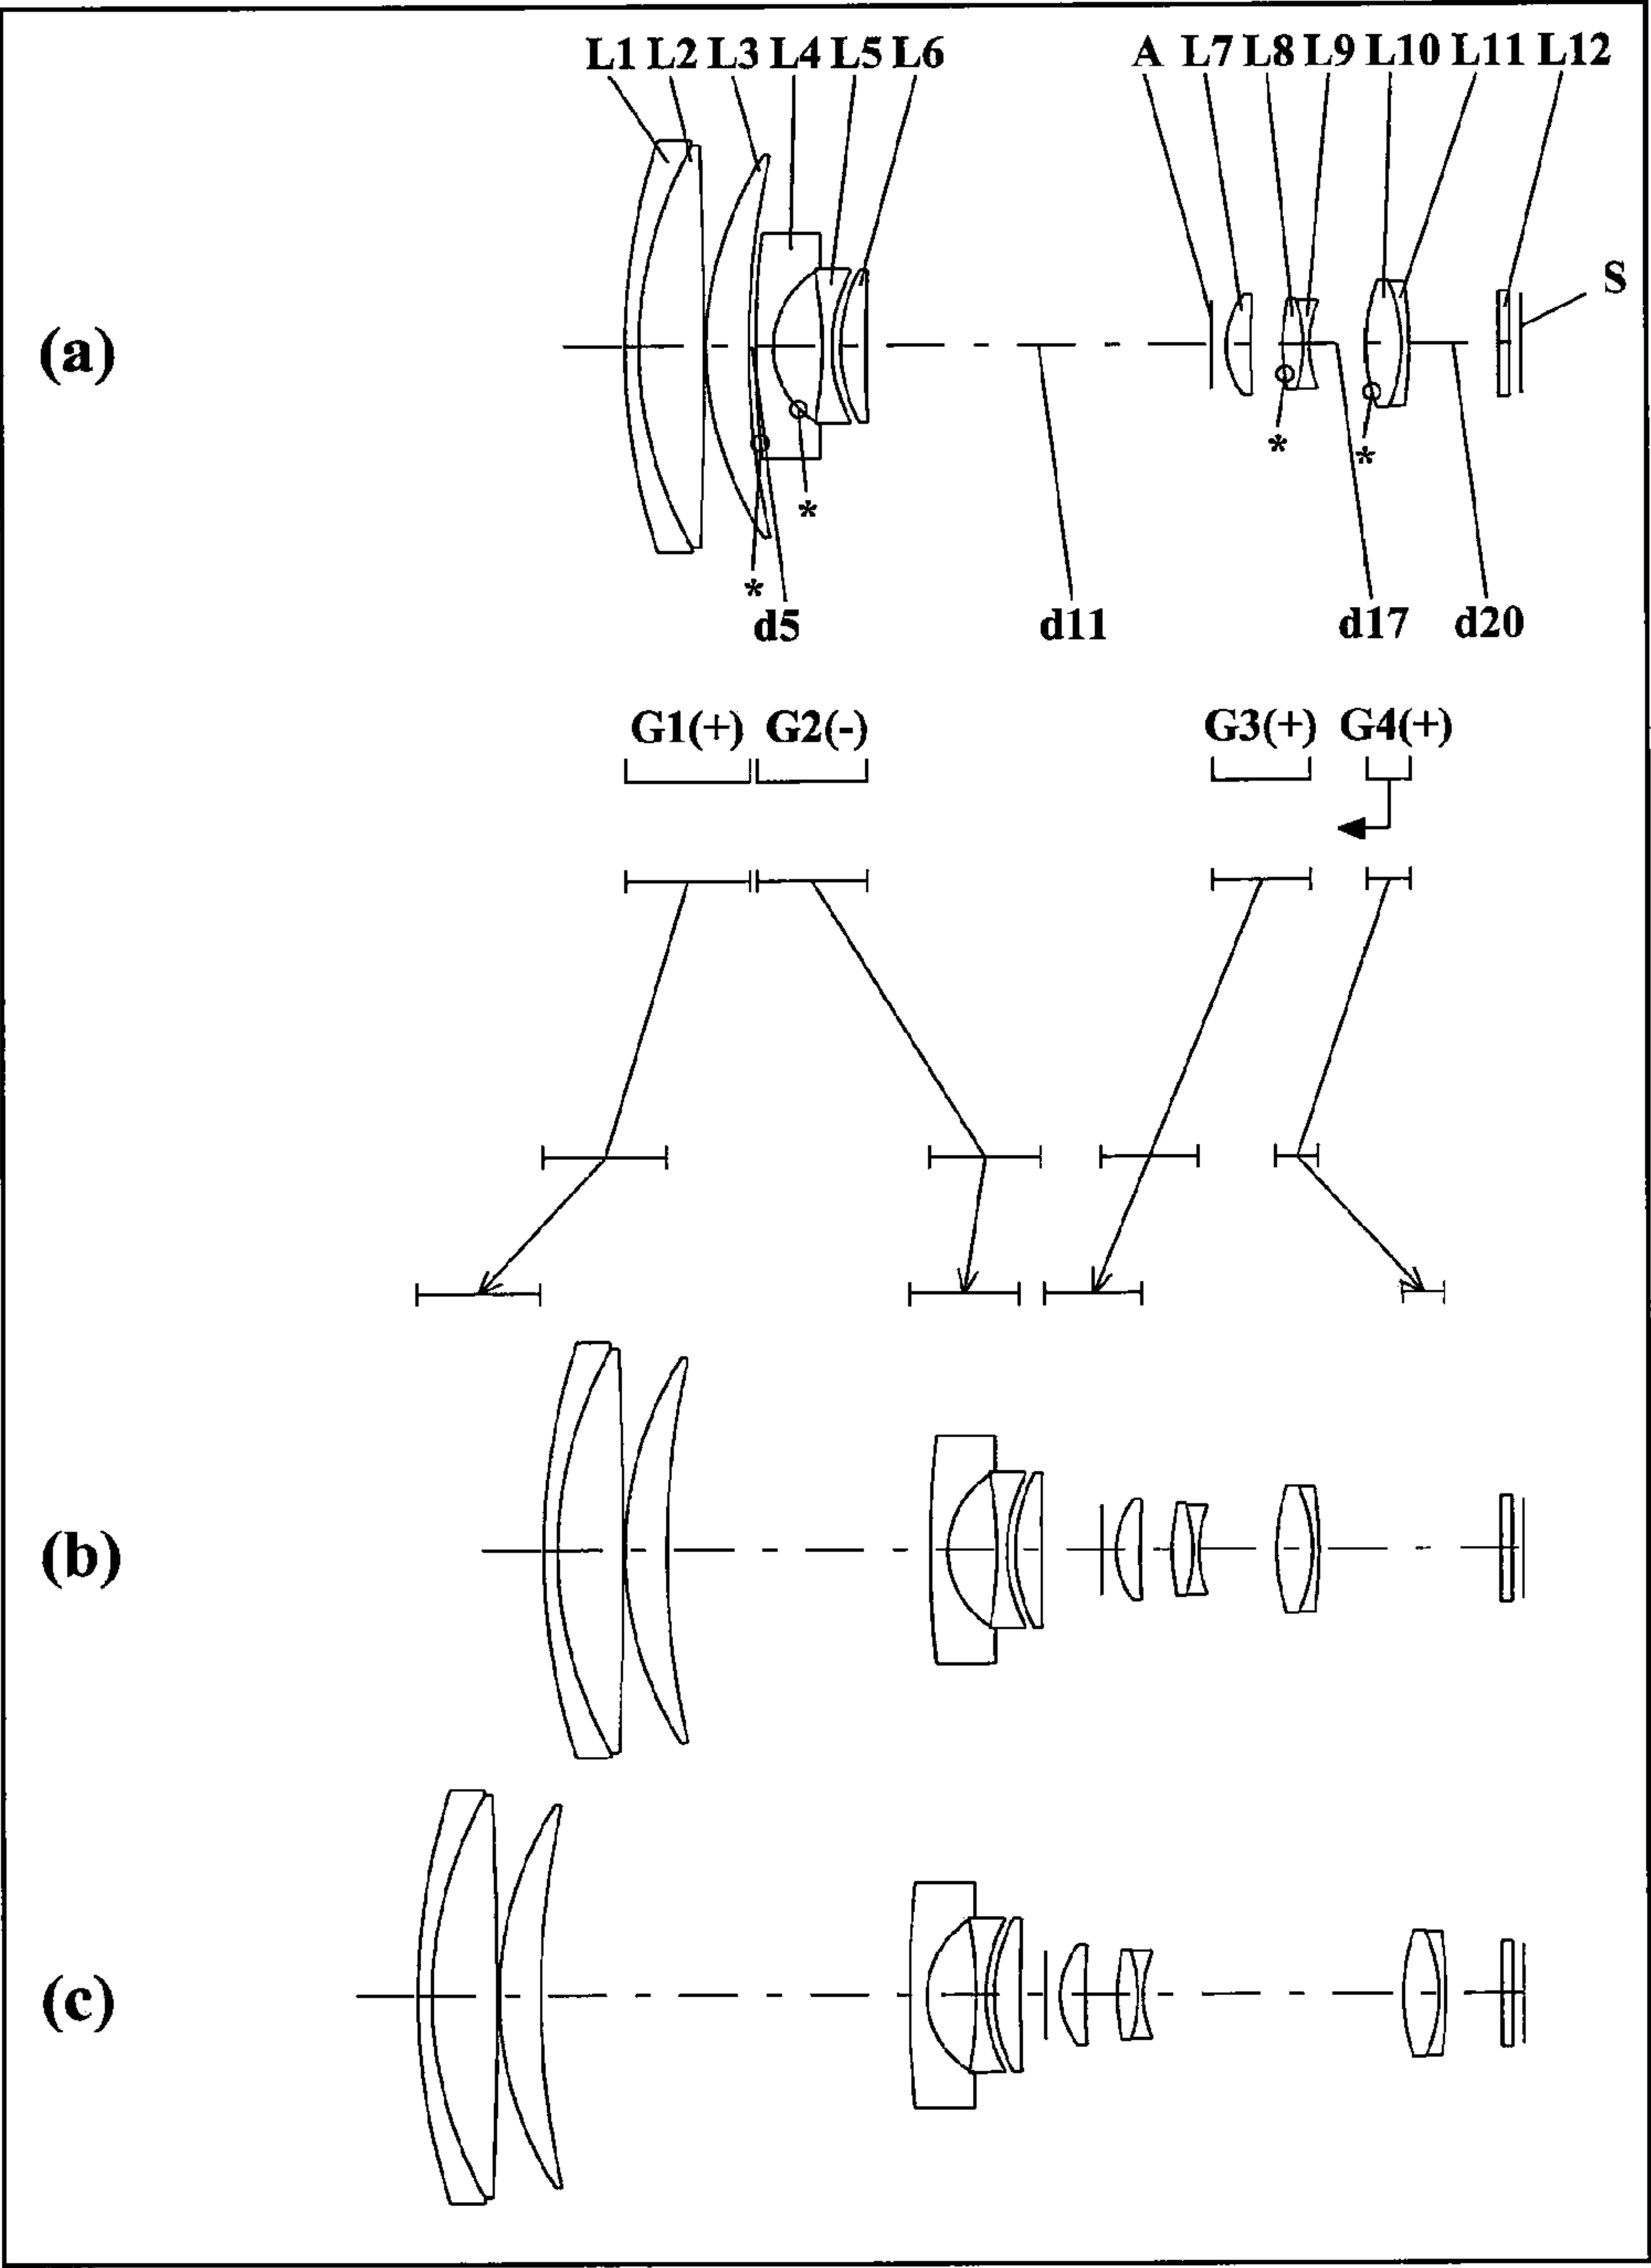 L1 L2 L3 L4 L5 L6 A L7 L8 L9 L10 L11 L12
S
(a)
* *
*
*
*
d5 d11 d17 d20
G1(+) G2(-) G3(+) G4(+)
(b)
(c)